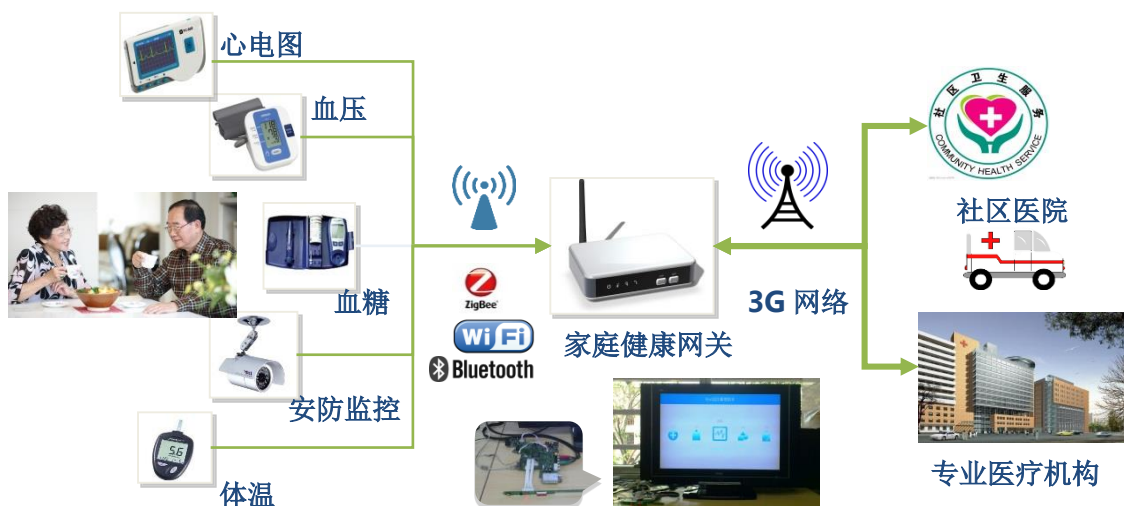 心电图
血压
血糖
安防监控
5.6
体温
ZigBee
Wi Fi
Bluetooth
家庭健康网关
3G 网络
社区卫生服务
COMMUNITY HEALTH SERVICE
社区医院
专业医疗机构